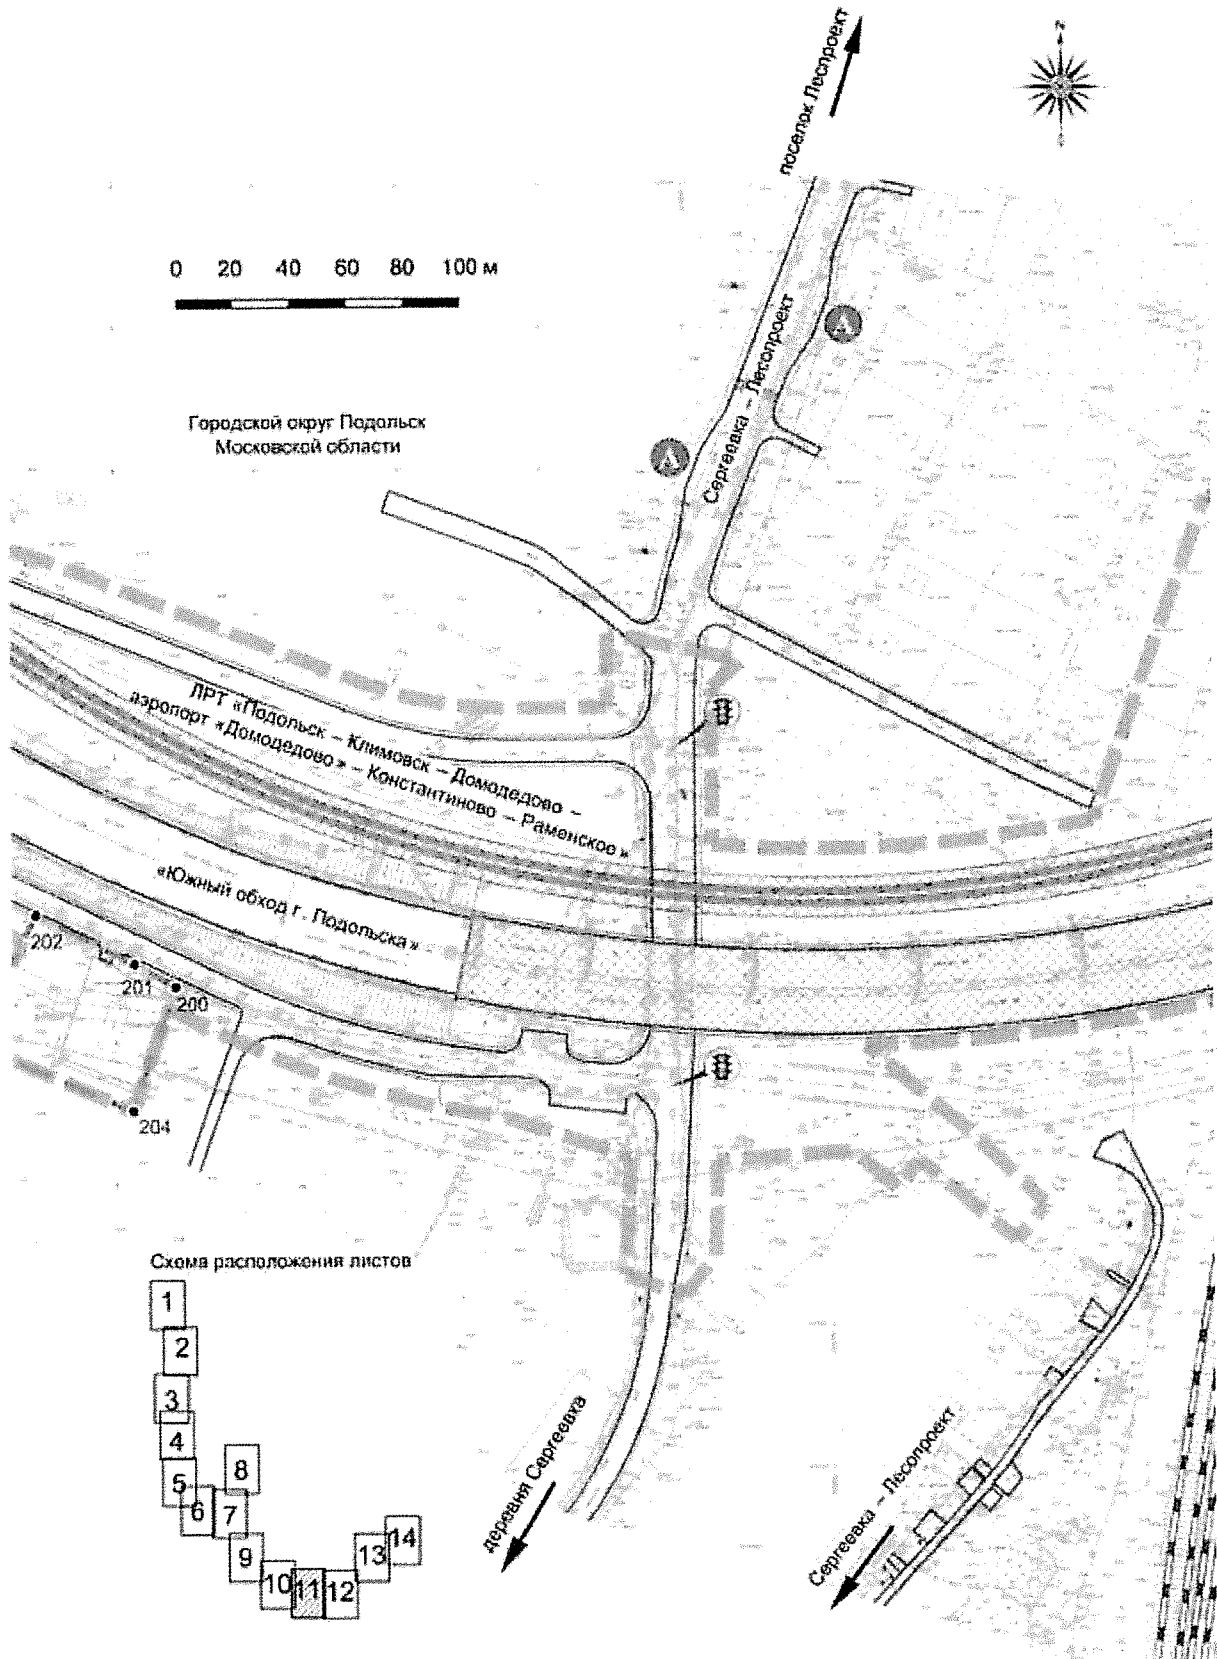 поселок Леспроект
0 20 40 60 80 100 м
А
Сергеевка – Лесопроект
Городской округ Подольск
Московской области
А
ЛРТ «Подольск – Климовск – Домодедово –
аэропорт «Домодедово» – Константиново – Раменское»
«Южный обход г. Подольска»
202
201
200
204
Схема расположения листов
1
2
3
4
5
6
7
8
9
10
11
12
13
14
деревня Сергеевка
Сергеевка – Лесопроект